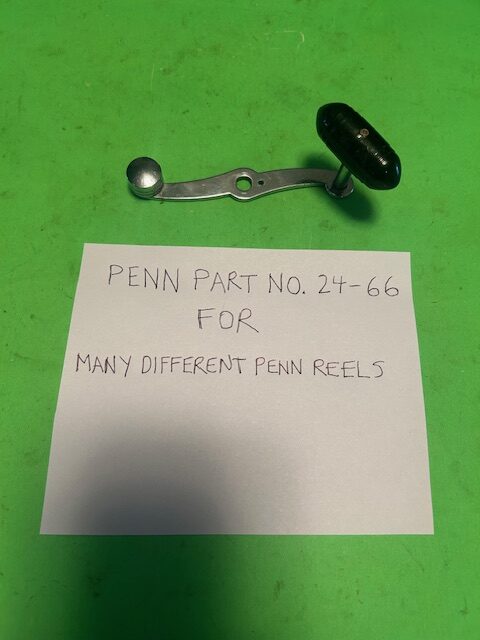 PENN PART NO. 24-66
FOR
MANY DIFFERENT PENN REELS